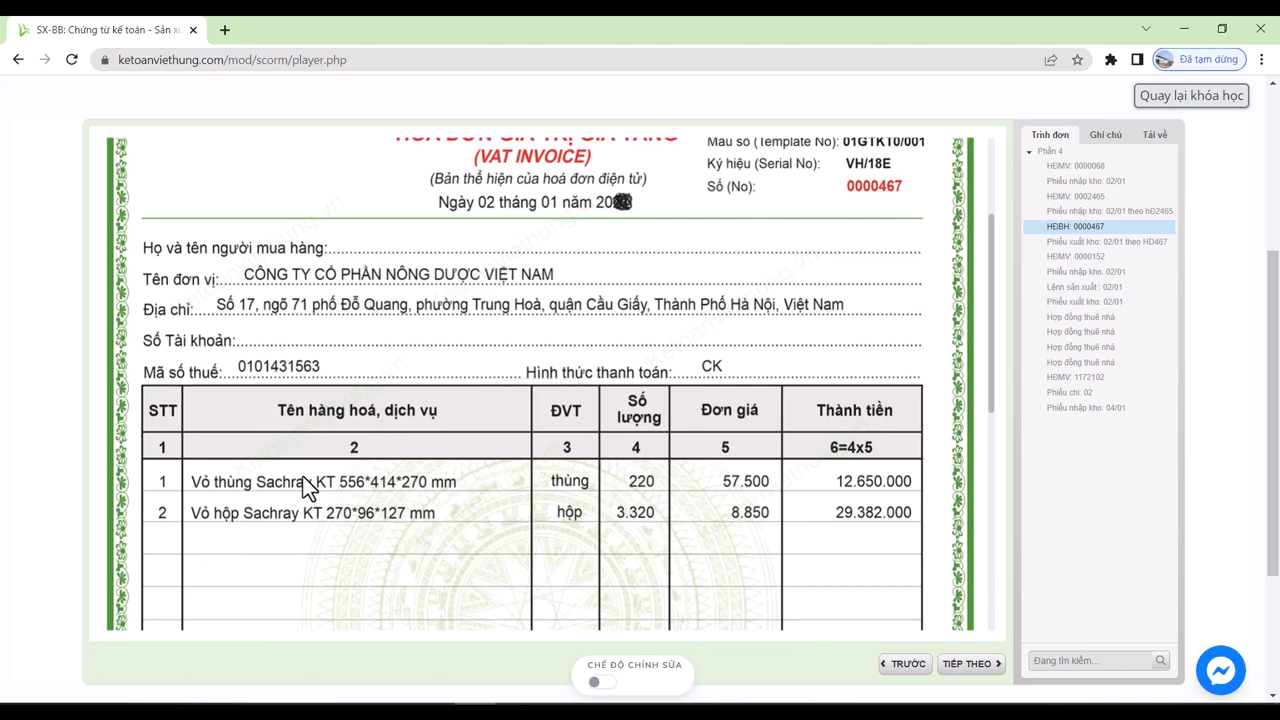 SX-BB: Chứng từ kế toán - Sản xu
ketoanviethung.com/mod/scorm/player.php
Đã tạm dừng
Quay lại khóa học
HÓA ĐƠN GIÁ TRỊ GIA TĂNG
(VAT INVOICE)
(Bản thể hiện của hoá đơn điện tử)
Ngày 02 tháng 01 năm 20
Mẫu số (Template No): 01GTKT0/001
Ký hiệu (Serial No): VH/18E
Số (No): 0000467
Họ và tên người mua hàng:
Tên đơn vị: CÔNG TY CỔ PHẦN NÔNG DƯỢC VIỆT NAM
Địa chỉ: Số 17, ngõ 71 phố Đỗ Quang, phường Trung Hoà, quận Cầu Giấy, Thành Phố Hà Nội, Việt Nam
Số Tài khoản:
Mã số thuế: 0101431563 Hình thức thanh toán: CK
STT Tên hàng hoá, dịch vụ ĐVT Số lượng Đơn giá Thành tiền
1 2 3 4 5 6=4x5
1 Vỏ thùng Sachray KT 556*414*270 mm thùng 220 57.500 12.650.000
2 Vỏ hộp Sachray KT 270*96*127 mm hộp 3.320 8.850 29.382.000
Trình đơn Ghi chú Tải về
Phần 4
HĐMV: 0000068
Phiếu nhập kho: 02/01
HĐMV: 0002465
Phiếu nhập kho: 02/01 theo hĐ2465
HĐBH: 0000467
Phiếu xuất kho: 02/01 theo HD467
HĐMV: 0000152
Phiếu nhập kho: 02/01
Lệnh sản xuất : 02/01
Phiếu xuất kho: 02/01
Hợp đồng thuê nhà
Hợp đồng thuê nhà
Hợp đồng thuê nhà
Hợp đồng thuê nhà
HĐMV: 1172102
Phiếu chi: 02
Phiếu nhập kho: 04/01
Đang tìm kiếm...
TRƯỚC TIẾP THEO
CHẾ ĐỘ CHỈNH SỬA